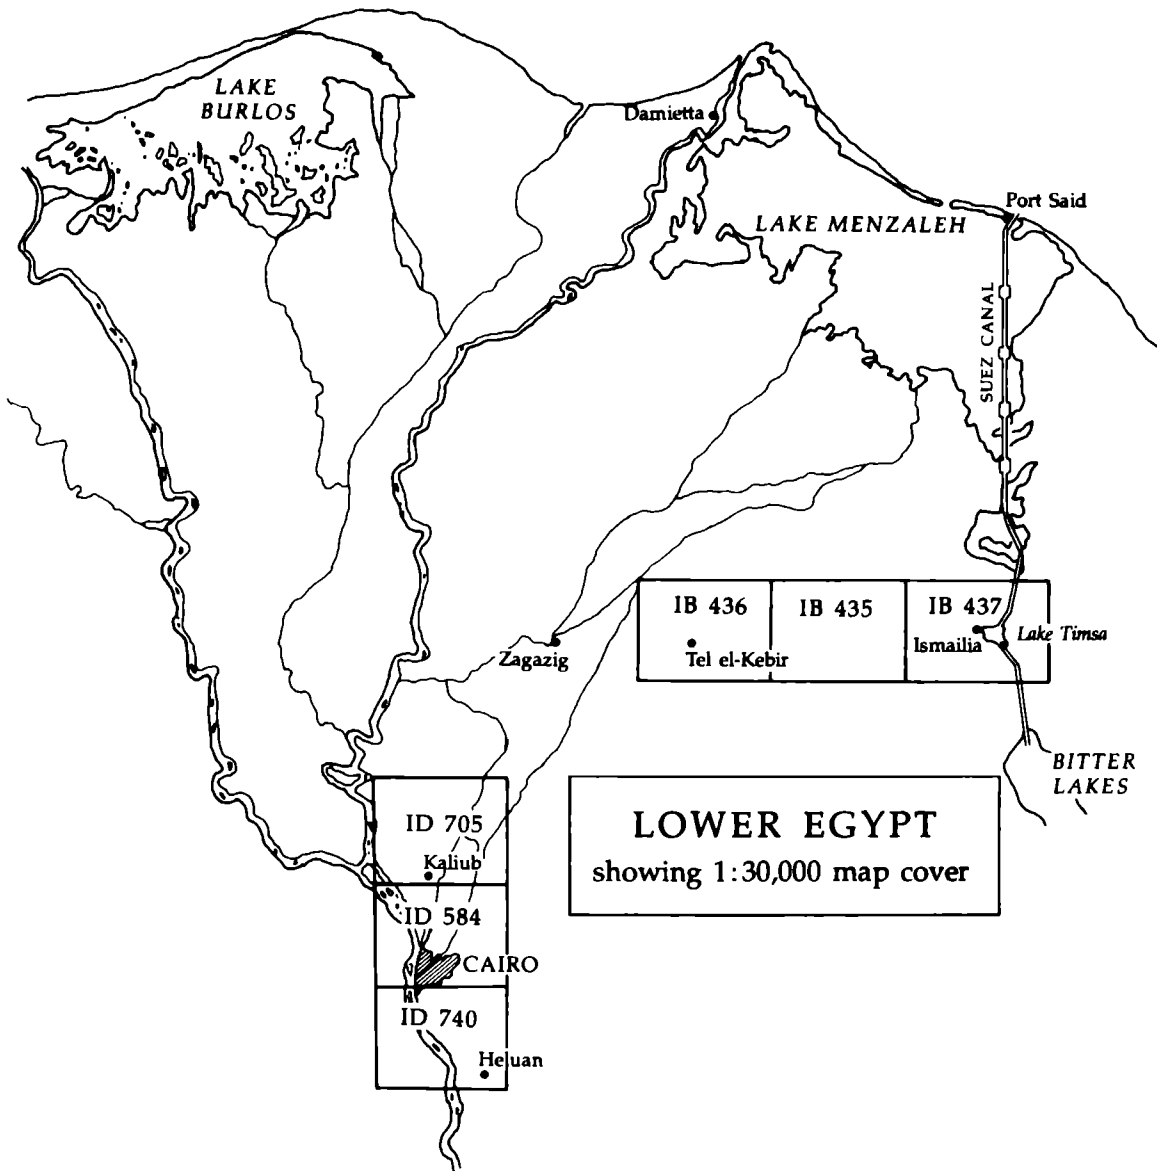 LAKE
BURLOS
Damietta
Port Said
LAKE MENZALEH
SUEZ CANAL
IB 436
IB 435
IB 437
Ismailia
Lake Timsa
Tel el-Kebir
Zagazig
BITTER
LAKES
LOWER EGYPT
showing 1:30,000 map cover
ID 705
Kaliub
ID 584
CAIRO
ID 740
Heluan